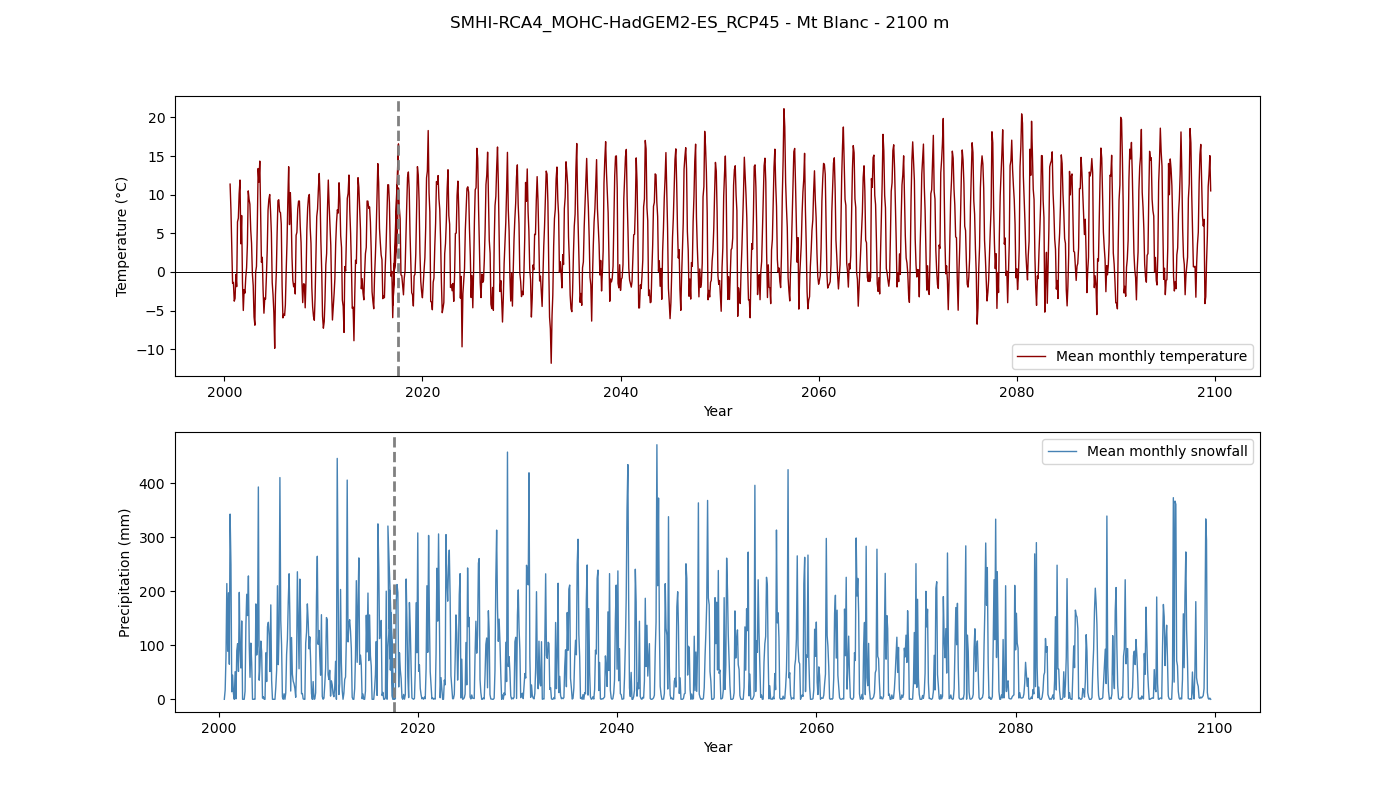 SMHI-RCA4_MOHC-HadGEM2-ES_RCP45 - Mt Blanc - 2100 m
20
15
10
5
0
−5
−10
Temperature (°C)
Mean monthly temperature
2000 2020 2040 2060 2080 2100
Year
Mean monthly snowfall
400
300
200
100
0
Precipitation (mm)
2000 2020 2040 2060 2080 2100
Year